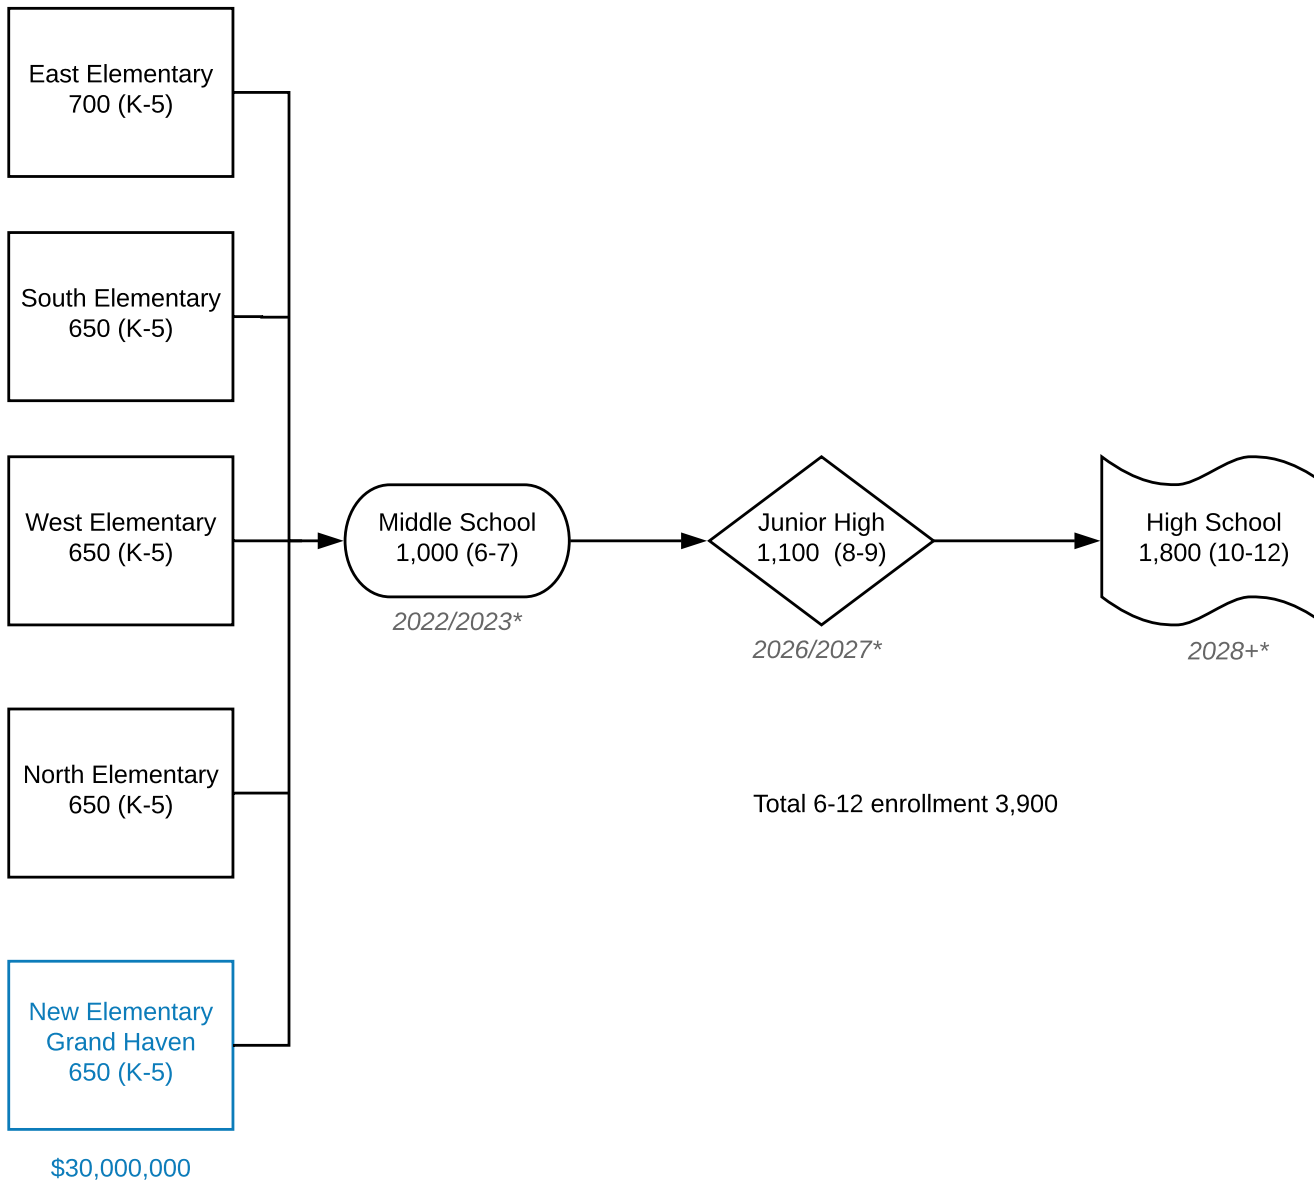 East Elementary
700 (K-5)
South Elementary
650 (K-5)
West Elementary
650 (K-5)
Middle School
1,000 (6-7)
2022/2023*
Junior High
1,100  (8-9)
2026/2027*
High School
1,800 (10-12)
2028+*
North Elementary
650 (K-5)
Total 6-12 enrollment 3,900
New Elementary
Grand Haven
650 (K-5)
$30,000,000